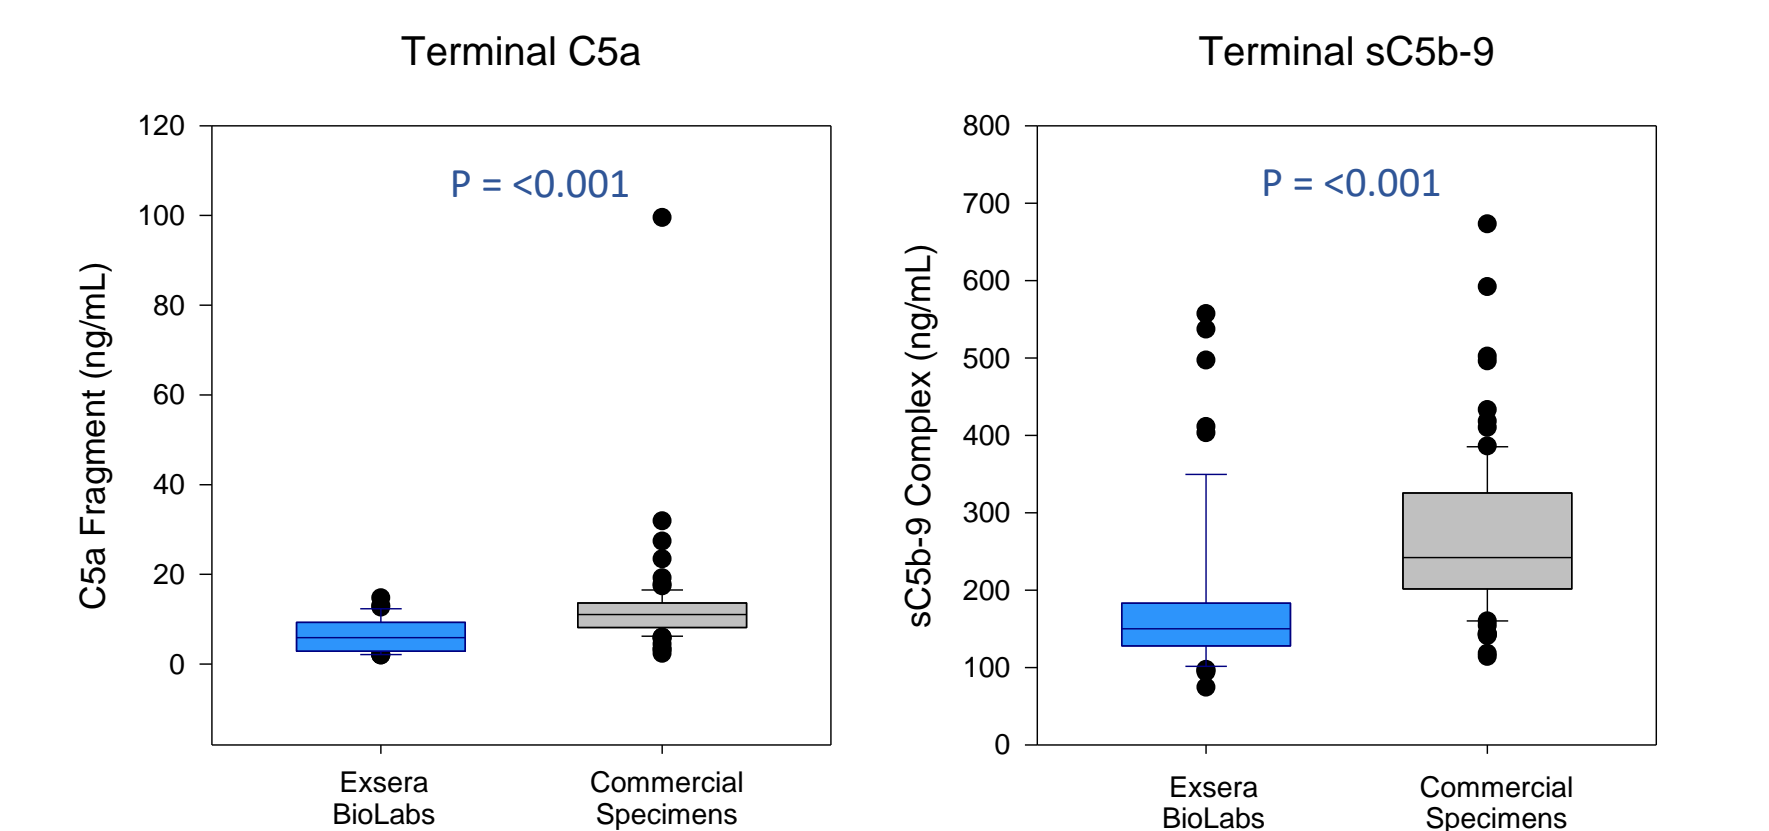 Terminal C5a
P = <0.001
C5a Fragment (ng/mL)
120
100
80
60
40
20
0
Exsera
BioLabs
Commercial
Specimens
Terminal sC5b-9
P = <0.001
sC5b-9 Complex (ng/mL)
800
700
600
500
400
300
200
100
0
Exsera
BioLabs
Commercial
Specimens